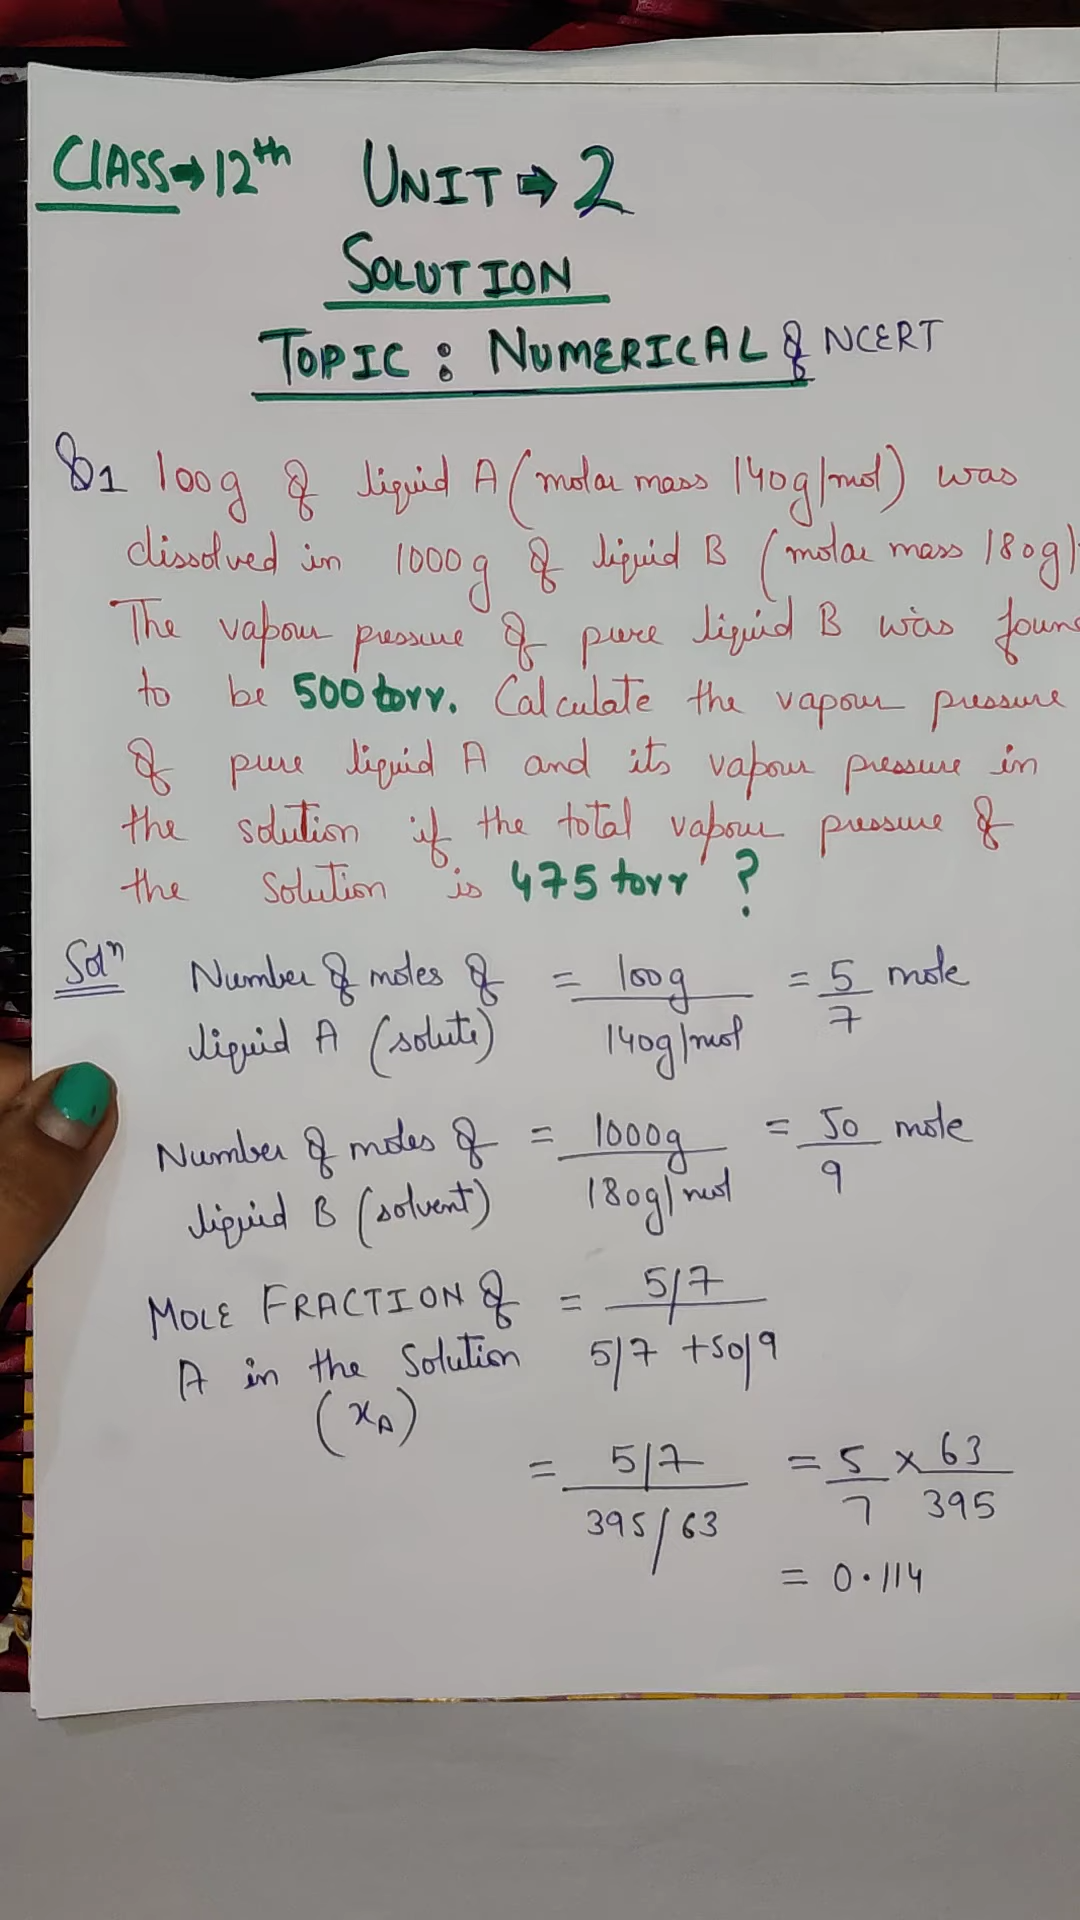 CLASS→12th UNIT→2
SOLUTION
TOPIC: NUMERICAL of NCERT
Q1 100g of liquid A (molar mass 140g/mol) was
dissolved in 1000g of liquid B (molar mass 180g)
The vapour pressure of pure liquid B was foun
to be 500 torr. Calculate the vapour pressure
of pure liquid A and its vapour pressure in
the solution if the total vapour pressure of
the solution is 475 torr ?
Solⁿ Number of moles of liquid A (solute) = 100g / 140g/mol = 5/7 mole
Number of moles of liquid B (solvent) = 1000g / 180g/mol = 50/9 mole
MOLE FRACTION of A in the Solution (xA) = 5/7 / 5/7 + 50/9
= 5/7 / 395/63 = 5/7 × 63/395
= 0.114